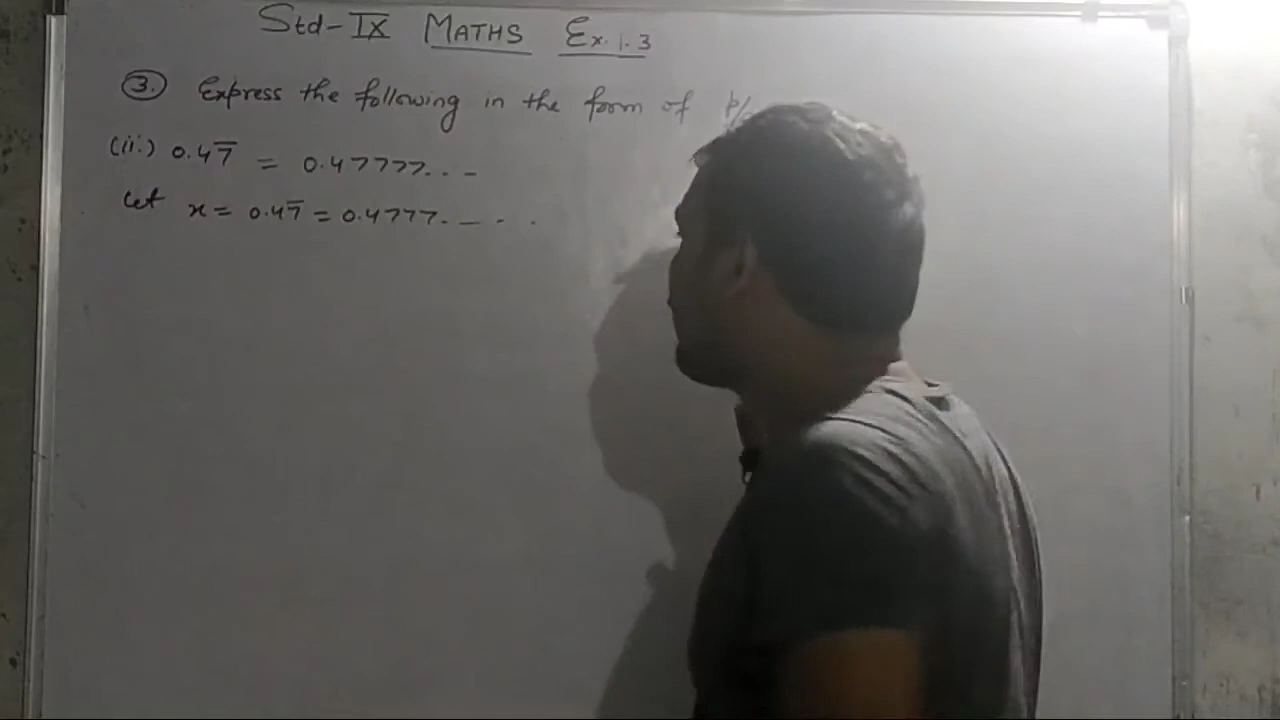 Std-IX MATHS Ex. 1.3
3. Express the following in the form of p/
(ii.) 0.47̅ = 0.47777...-
Let x = 0.47̅ = 0.4777.----